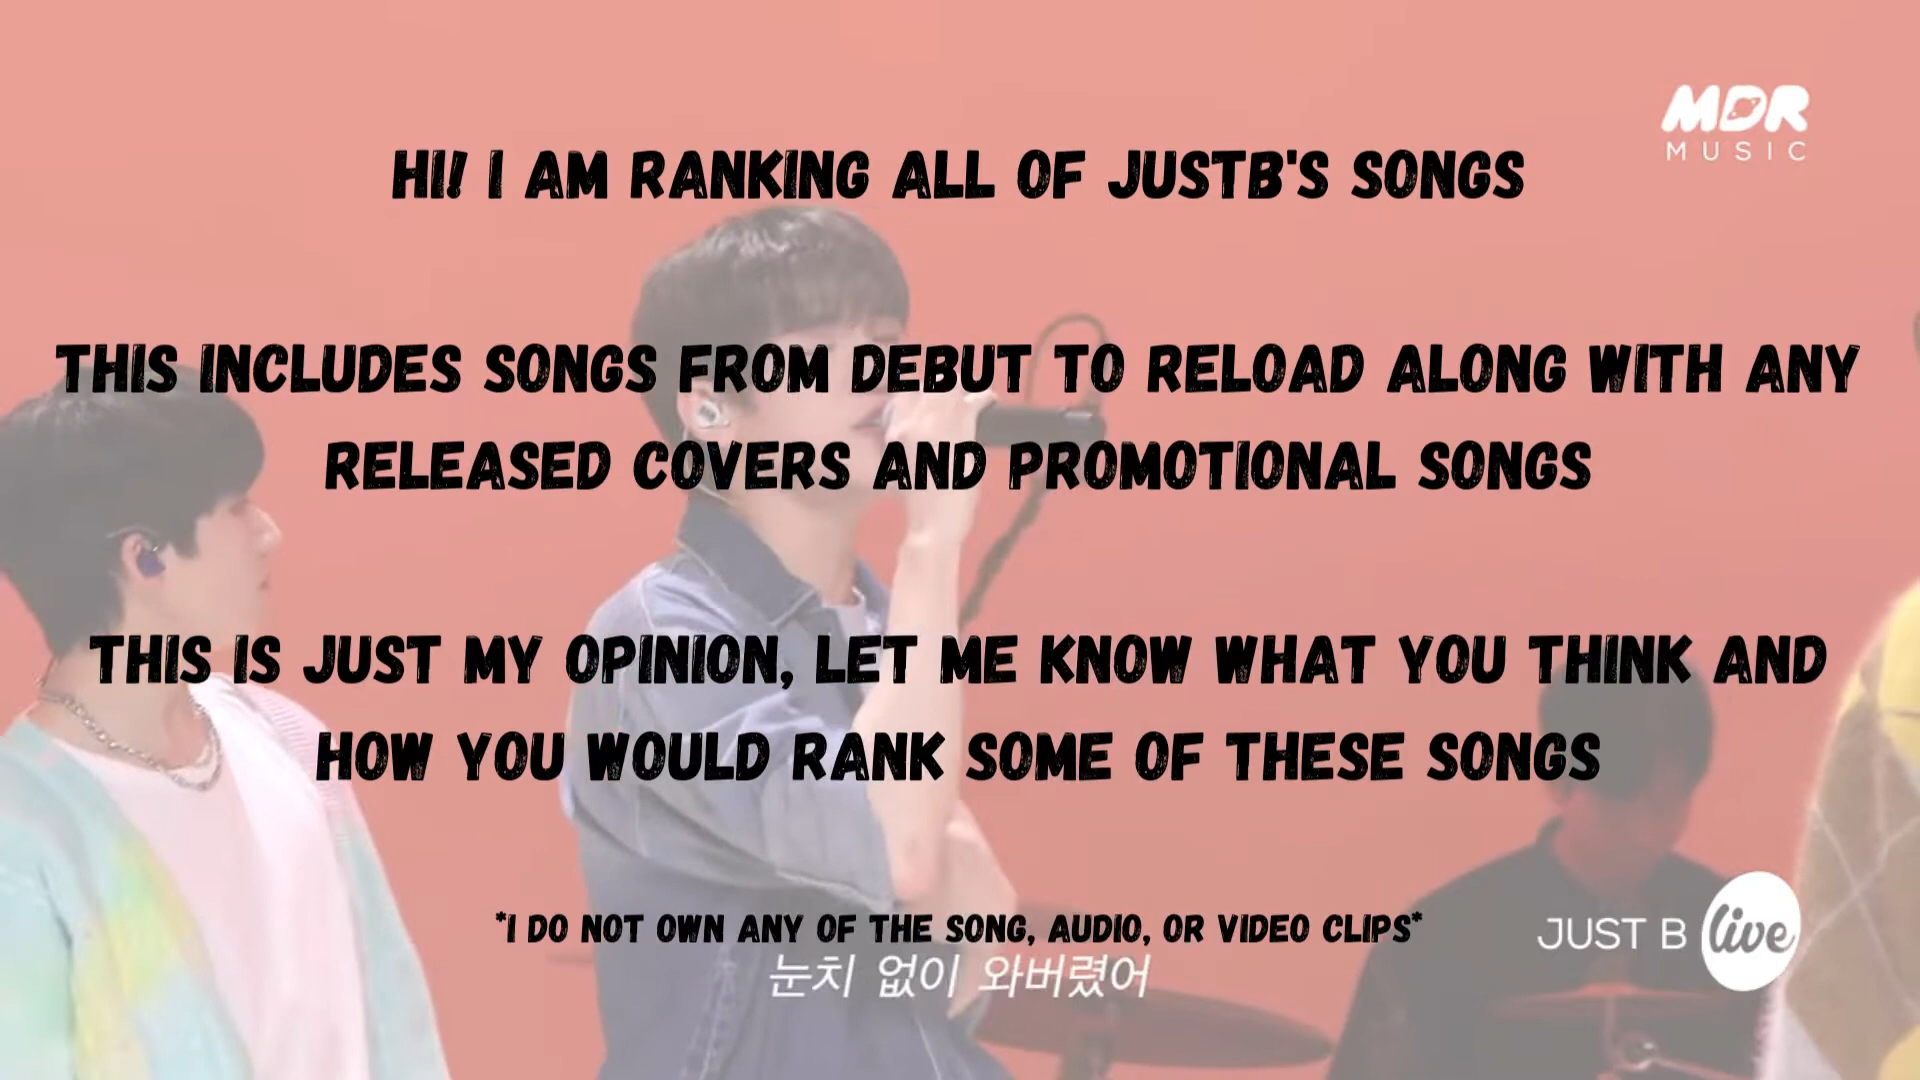 MDR
MUSIC
HI! I AM RANKING ALL OF JUSTB'S SONGS
THIS INCLUDES SONGS FROM DEBUT TO RELOAD ALONG WITH ANY
RELEASED COVERS AND PROMOTIONAL SONGS
THIS IS JUST MY OPINION, LET ME KNOW WHAT YOU THINK AND
HOW YOU WOULD RANK SOME OF THESE SONGS
*I DO NOT OWN ANY OF THE SONG, AUDIO, OR VIDEO CLIPS*
JUST B live
눈치 없이 와버렸어